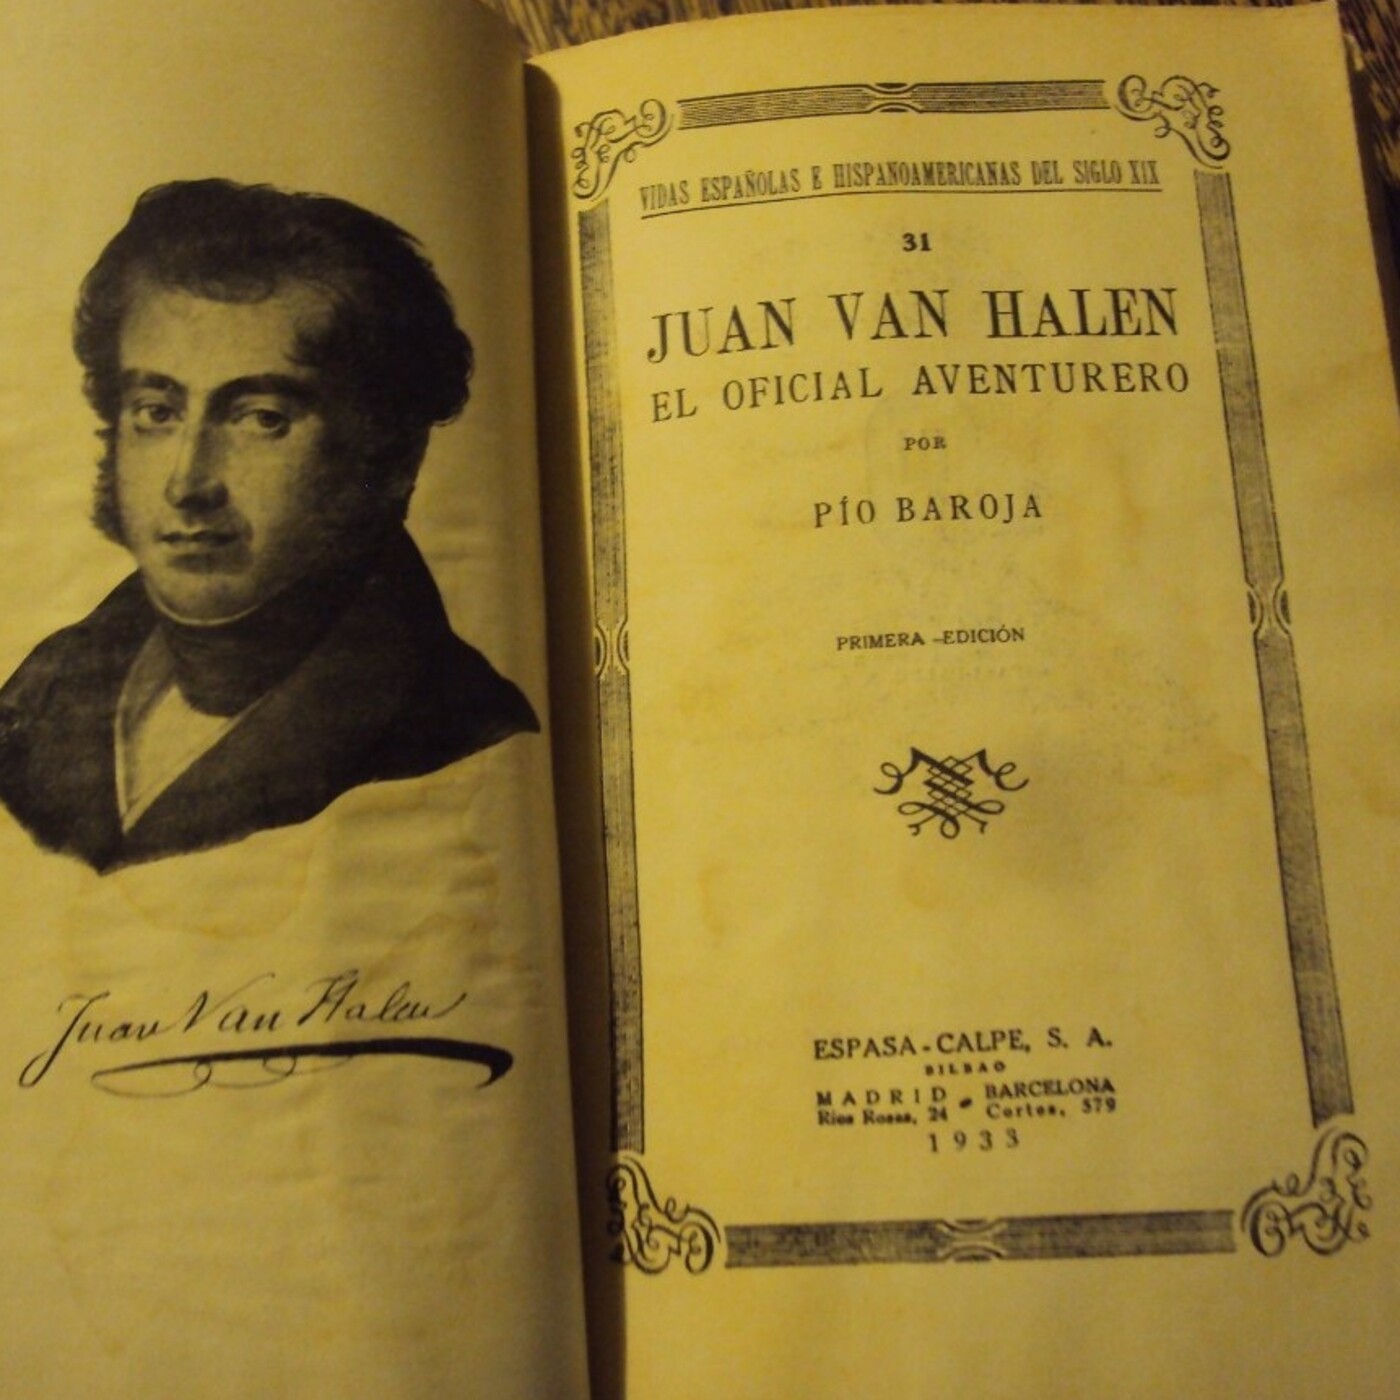 Juan Van Halen
VIDAS ESPAÑOLAS E HISPANOAMERICANAS DEL SIGLO XIX
31
JUAN VAN HALEN
EL OFICIAL AVENTURERO
POR
PÍO BAROJA
PRIMERA EDICIÓN
ESPASA-CALPE, S. A.
BILBAO
MADRID - BARCELONA
Ríos Rosas, 24 Cortes, 579
1933